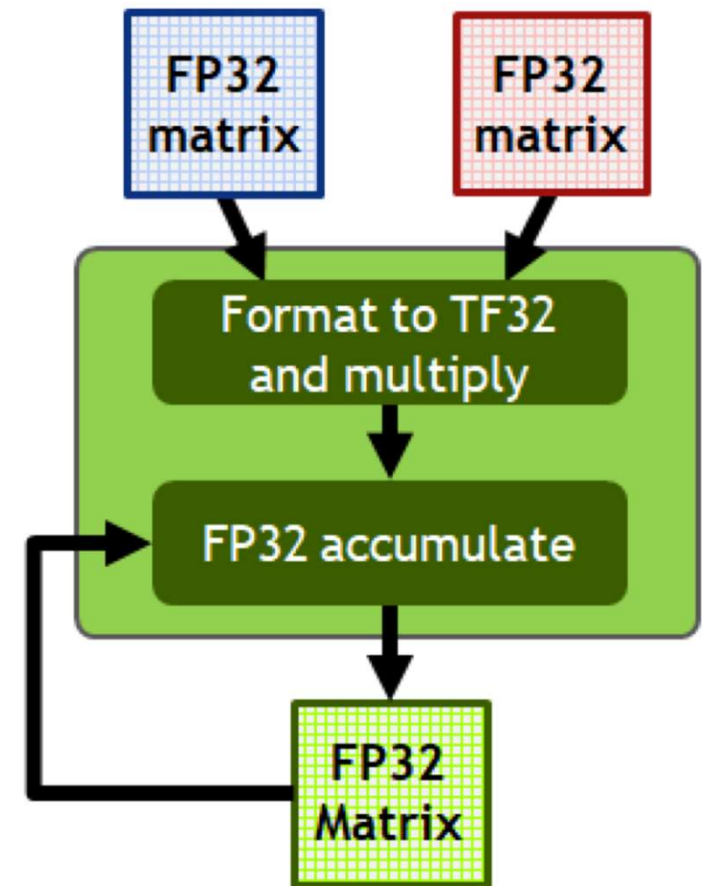 FP32
matrix
FP32
matrix
Format to TF32
and multiply
FP32 accumulate
FP32
Matrix